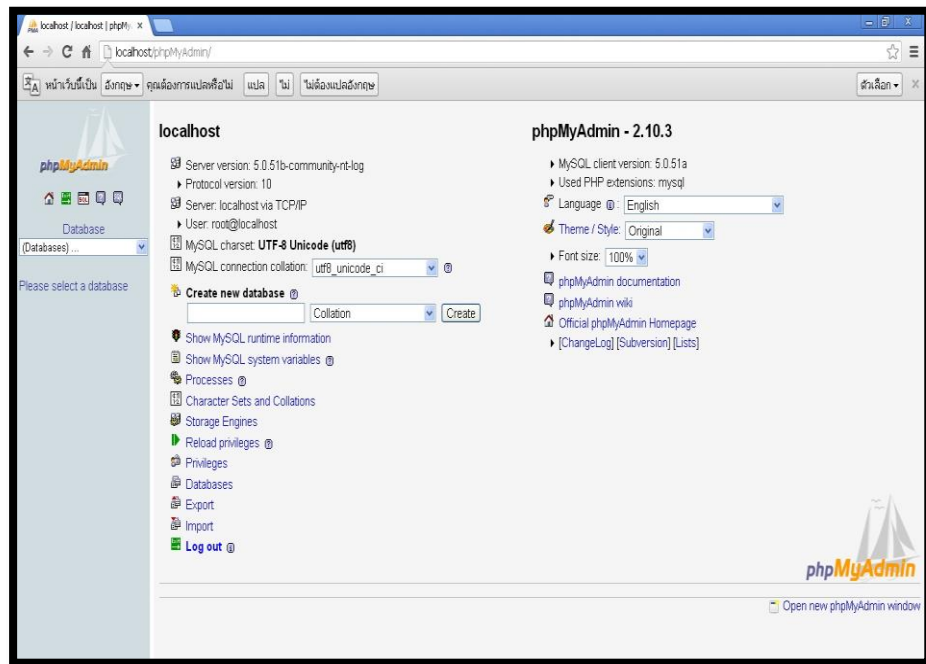 localhost / localhost | phpMy
localhost/phpMyAdmin/
หน้าเว็บนี้เป็น อังกฤษ คุณต้องการแปลหรือไม่ แปล ไม่ ไม่ต้องแปลอังกฤษ ตัวเลือก
phpMyAdmin
Database
(Databases) ...
Please select a database
localhost
Server version: 5.0.51b-community-nt-log
Protocol version: 10
Server: localhost via TCP/IP
User: root@localhost
MySQL charset: UTF-8 Unicode (utf8)
MySQL connection collation: utf8_unicode_ci
Create new database
Collation Create
Show MySQL runtime information
Show MySQL system variables
Processes
Character Sets and Collations
Storage Engines
Reload privileges
Privileges
Databases
Export
Import
Log out
phpMyAdmin - 2.10.3
MySQL client version: 5.0.51a
Used PHP extensions: mysql
Language : English
Theme / Style: Original
Font size: 100%
phpMyAdmin documentation
phpMyAdmin wiki
Official phpMyAdmin Homepage
[ChangeLog] [Subversion] [Lists]
phpMyAdmin
Open new phpMyAdmin window